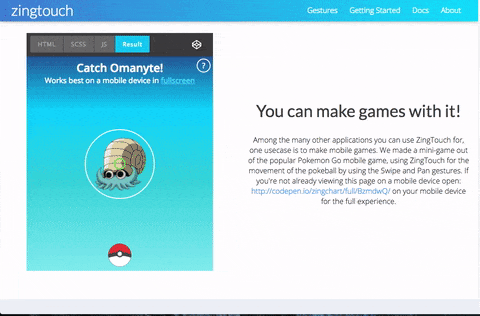 zingtouch
Gestures Getting Started Docs About
HTML SCSS JS Result
Catch Omanyte!
?
Works best on a mobile device in fullscreen
You can make games with it!
Among the many other applications you can use ZingTouch for,
one usecase is to make mobile games. We made a mini-game out
of the popular Pokemon Go mobile game, using ZingTouch for the
movement of the pokeball by using the Swipe and Pan gestures. If
you're not already viewing this page on a mobile device open:
http://codepen.io/zingchart/full/BzmdwQ/ on your mobile device
for the full experience.